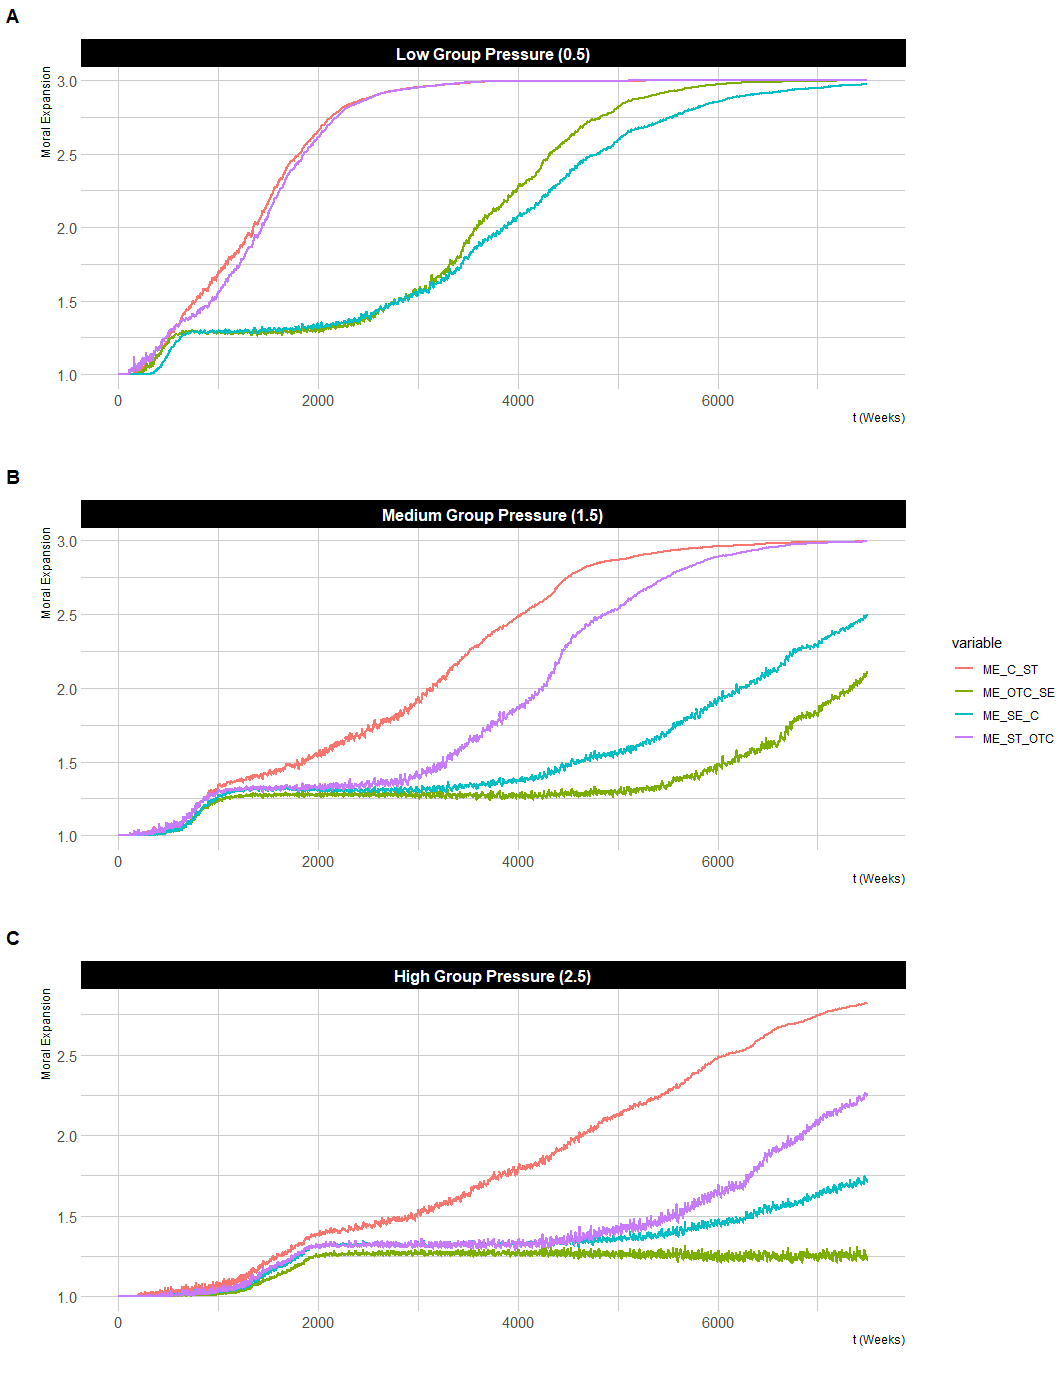 A
Low Group Pressure (0.5)
Moral Expansion
3.0
2.5
2.0
1.5
1.0
0 2000 4000 6000
t (Weeks)
B
Medium Group Pressure (1.5)
Moral Expansion
3.0
2.5
2.0
1.5
1.0
0 2000 4000 6000
t (Weeks)
variable
ME_C_ST
ME_OTC_SE
ME_SE_C
ME_ST_OTC
C
High Group Pressure (2.5)
Moral Expansion
2.5
2.0
1.5
1.0
0 2000 4000 6000
t (Weeks)